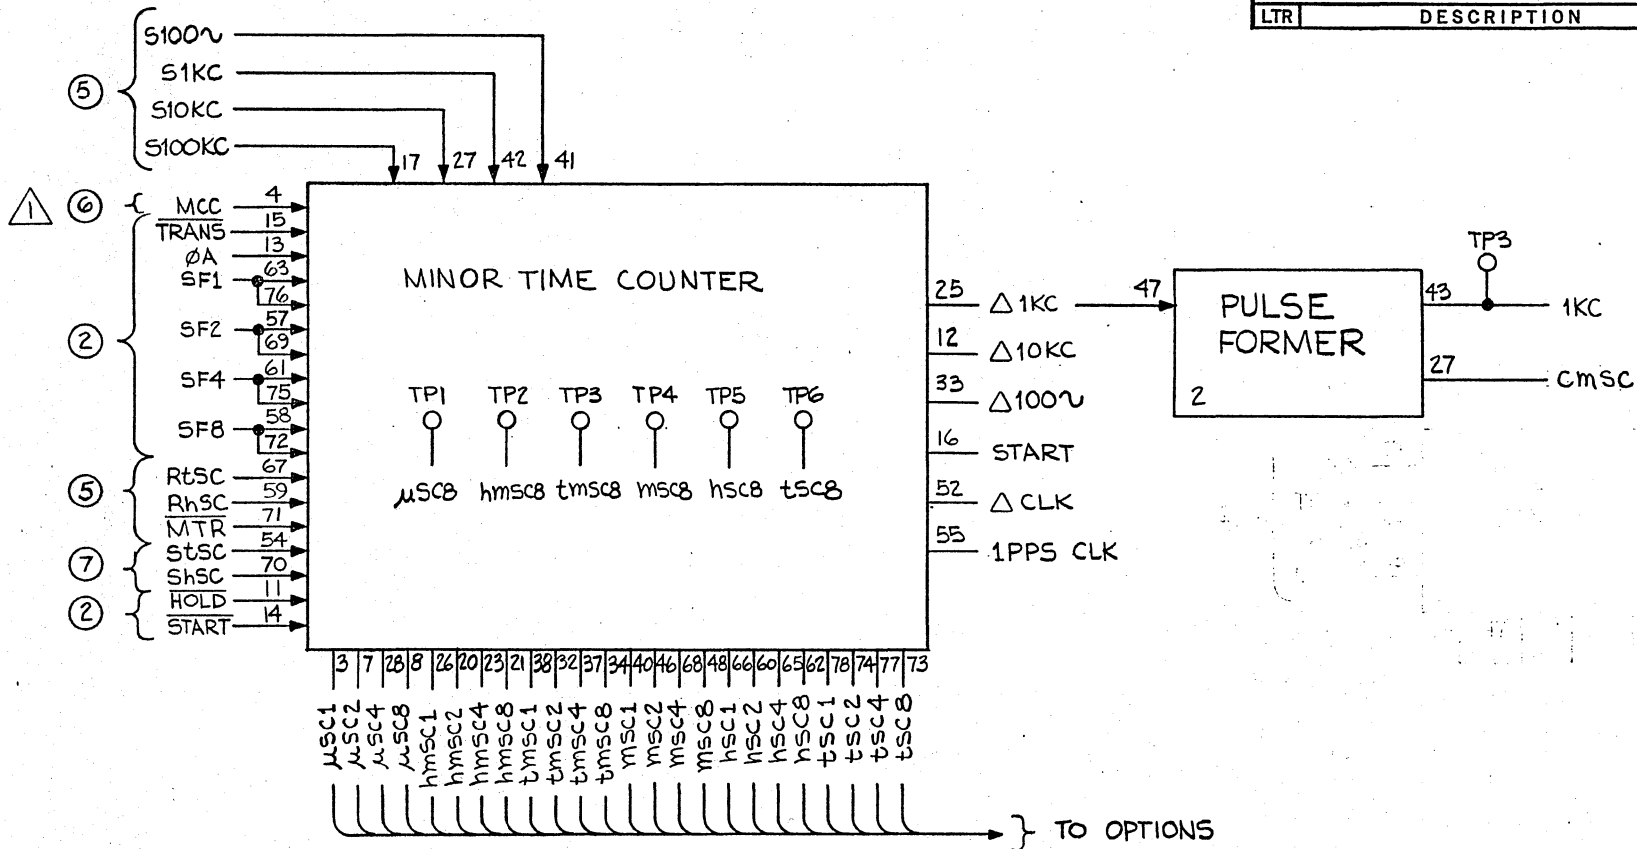 LTR DESCRIPTION
S100~
S1KC
S10KC
S100KC
5
17 27 42 41
1 6 MCC 4
TRANS 15
ØA 13
SF1 63
76
2
SF2 57
69
SF4 61
75
SF8 58
72
5
RtSC 67
RhSC 59
MTR 71
7
StSC 54
ShSC 70
2
HOLD 11
START 14
MINOR TIME COUNTER
TP1 TP2 TP3 TP4 TP5 TP6
μSC8 hmSC8 tmSC8 mSC8 hSC8 tSC8
25 Δ1KC
12 Δ10KC
33 Δ100~
16 START
52 ΔCLK
55 1PPS CLK
47 PULSE
FORMER
2
43 TP3 1KC
27 CmSC
3 7 28 8 26 20 23 21 38 32 37 34 40 46 68 48 66 60 65 62 78 74 77 73
μSC1
μSC2
μSC4
μSC8
hmSC1
hmSC2
hmSC4
hmSC8
tmSC1
tmSC2
tmSC4
tmSC8
mSC1
mSC2
mSC4
mSC8
hSC1
hSC2
hSC4
hSC8
tSC1
tSC2
tSC4
tSC8
TO OPTIONS